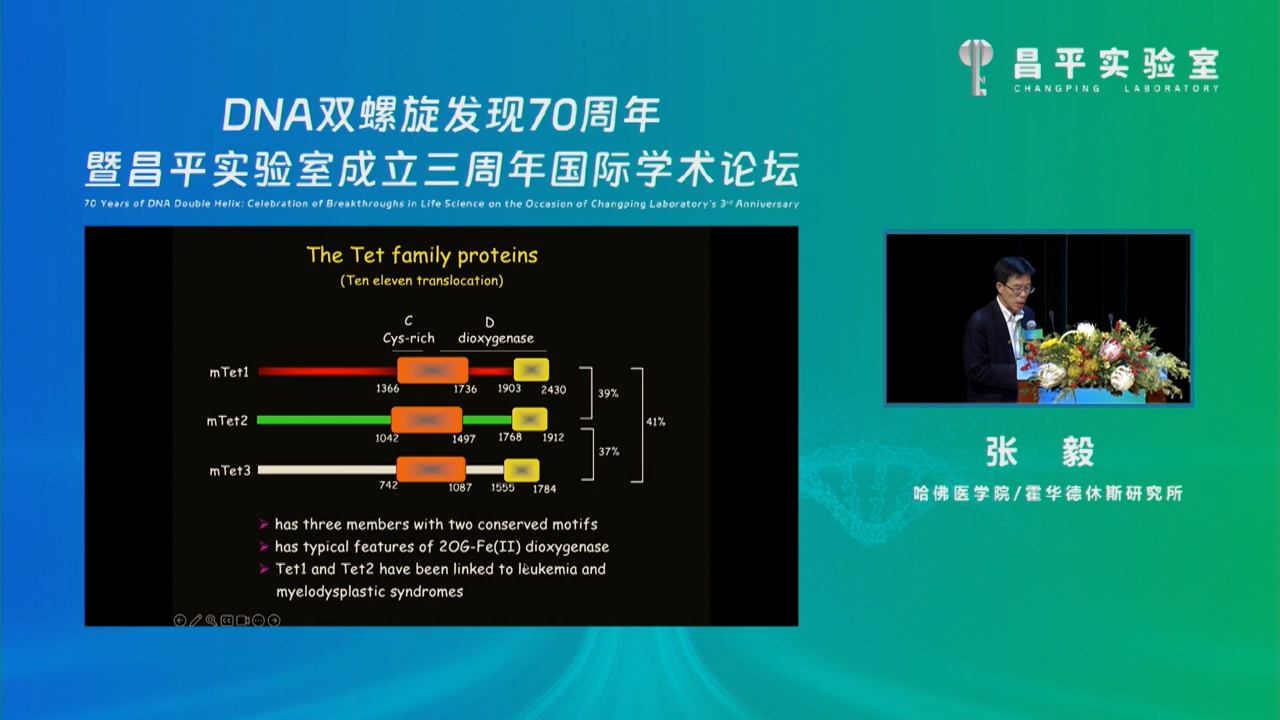 昌平实验室
CHANGPING LABORATORY
DNA双螺旋发现70周年
暨昌平实验室成立三周年国际学术论坛
70 Years of DNA Double Helix: Celebration of Breakthroughs in Life Science on the Occasion of Changping Laboratory's 3rd Anniversary
The Tet family proteins
(Ten eleven translocation)
C D
Cys-rich dioxygenase
mTet1
1366 1736 1903 2430
39%
41%
mTet2
1042 1497 1768 1912
37%
mTet3
742 1087 1555 1784
➤ has three members with two conserved motifs
➤ has typical features of 2OG-Fe(II) dioxygenase
➤ Tet1 and Tet2 have been linked to leukemia and
myelodysplastic syndromes
张 毅
哈佛医学院/霍华德休斯研究所